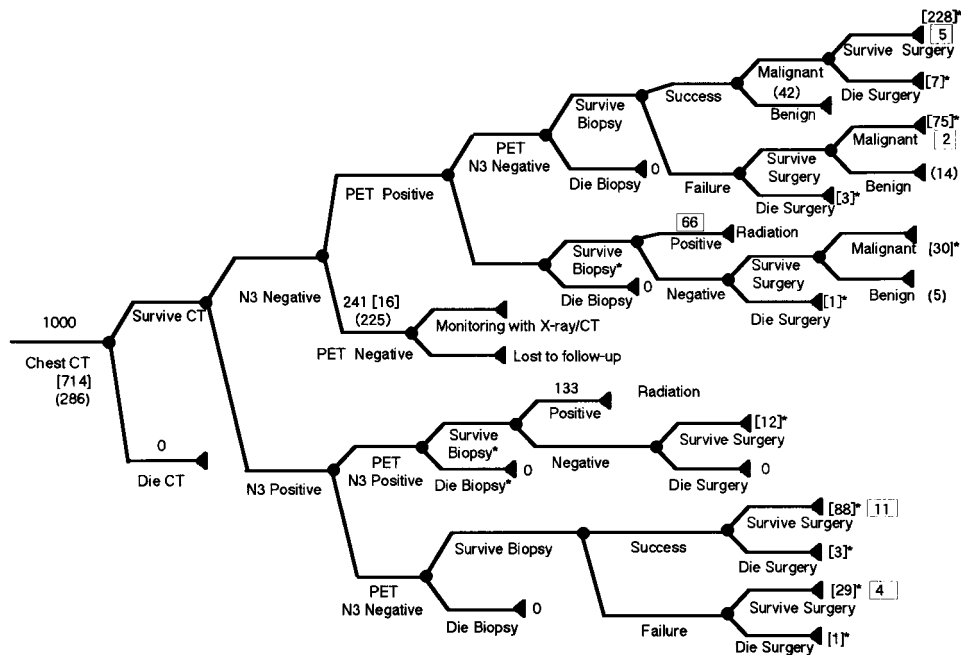 [228]*
5
Survive Surgery
Malignant
(42)
Success
[7]*
Die Surgery
Benign
Survive
Biopsy
[75]*
Malignant
2
PET
N3 Negative
Survive
Surgery
0
Die Biopsy
Failure
Benign
(14)
PET Positive
[3]*
Die Surgery
66
Positive
Radiation
Survive
Biopsy*
Malignant
(30]*
Survive
Surgery
0
Die Biopsy
Negative
Benign
(5)
N3 Negative
241 [16]
(225)
[1]*
Die Surgery
1000
Survive CT
Monitoring with X-ray/CT
PET Negative
Lost to follow-up
Chest CT
[714]
(286)
133
Positive
Radiation
0
Die CT
Survive
Biopsy*
[12]*
Survive Surgery
PET
N3 Positive
N3 Positive
0
Die Biopsy*
Negative
0
Die Surgery
[88]*
11
Survive Surgery
Survive Biopsy
Success
[3]*
Die Surgery
PET
N3 Negative
[29]*
4
Survive Surgery
0
Die Biopsy
Failure
[1]*
Die Surgery